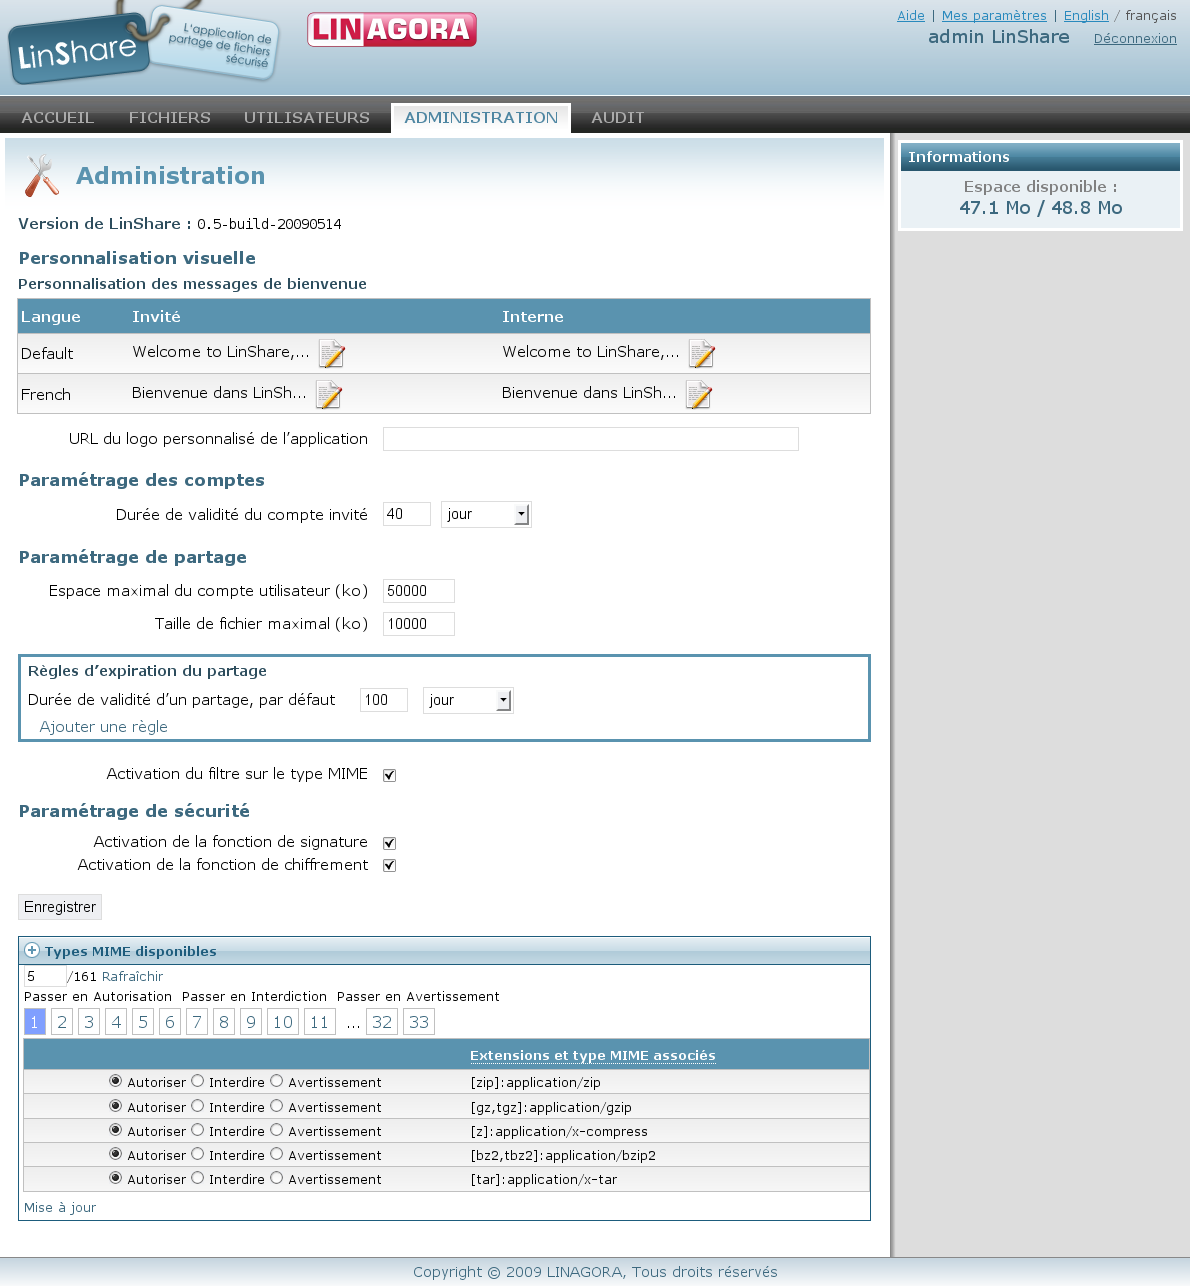 LinShare
L'application de
partage de fichiers
sécurisé
LINAGORA
Aide | Mes paramètres | English / français
admin LinShare Déconnexion
ACCUEIL FICHIERS UTILISATEURS ADMINISTRATION AUDIT
Administration
Informations
Espace disponible :
47.1 Mo / 48.8 Mo
Version de LinShare : 0.5-build-20090514
Personnalisation visuelle
Personnalisation des messages de bienvenue
Langue Invité Interne
Default Welcome to LinShare,... Welcome to LinShare,...
French Bienvenue dans LinSh... Bienvenue dans LinSh...
URL du logo personnalisé de l'application
Paramétrage des comptes
Durée de validité du compte invité 40 jour
Paramétrage de partage
Espace maximal du compte utilisateur (ko) 50000
Taille de fichier maximal (ko) 10000
Règles d'expiration du partage
Durée de validité d'un partage, par défaut 100 jour
Ajouter une règle
Activation du filtre sur le type MIME
Paramétrage de sécurité
Activation de la fonction de signature
Activation de la fonction de chiffrement
Enregistrer
Types MIME disponibles
5 /161 Rafraîchir
Passer en Autorisation Passer en Interdiction Passer en Avertissement
1 2 3 4 5 6 7 8 9 10 11 ... 32 33
Extensions et type MIME associés
Autoriser Interdire Avertissement [zip]:application/zip
Autoriser Interdire Avertissement [gz,tgz]:application/gzip
Autoriser Interdire Avertissement [z]:application/x-compress
Autoriser Interdire Avertissement [bz2,tbz2]:application/bzip2
Autoriser Interdire Avertissement [tar]:application/x-tar
Mise à jour
Copyright © 2009 LINAGORA, Tous droits réservés